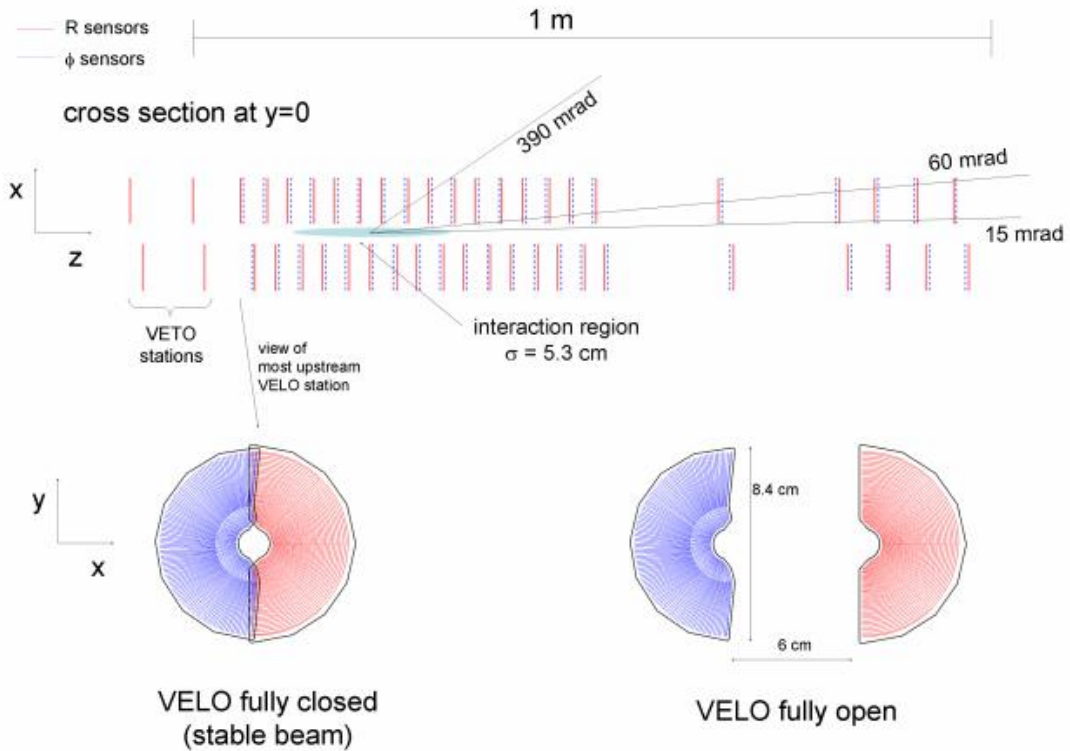 R sensors
ϕ sensors
1 m
cross section at y=0
390 mrad
60 mrad
15 mrad
x
z
VETO
stations
view of
most upstream
VELO station
interaction region
σ = 5.3 cm
y
x
8.4 cm
6 cm
VELO fully closed
(stable beam)
VELO fully open